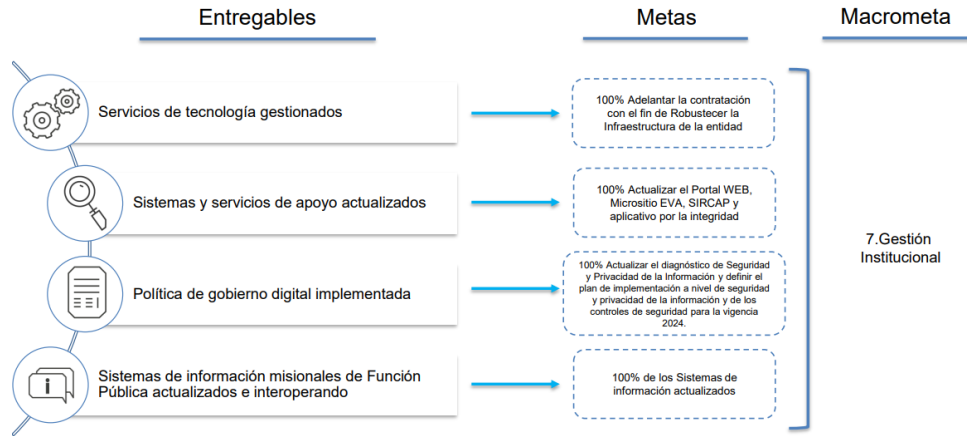 Entregables
Metas
Macrometa
Servicios de tecnología gestionados
100% Adelantar la contratación
con el fin de Robustecer la
Infraestructura de la entidad
Sistemas y servicios de apoyo actualizados
100% Actualizar el Portal WEB,
Micrositio EVA, SIRCAP y
aplicativo por la integridad
Política de gobierno digital implementada
100% Actualizar el diagnóstico de Seguridad
y Privacidad de la Información y definir el
plan de implementación a nivel de seguridad
y privacidad de la información y de los
controles de seguridad para la vigencia
2024.
Sistemas de información misionales de Función
Pública actualizados e interoperando
100% de los Sistemas de
información actualizados
7.Gestión
Institucional